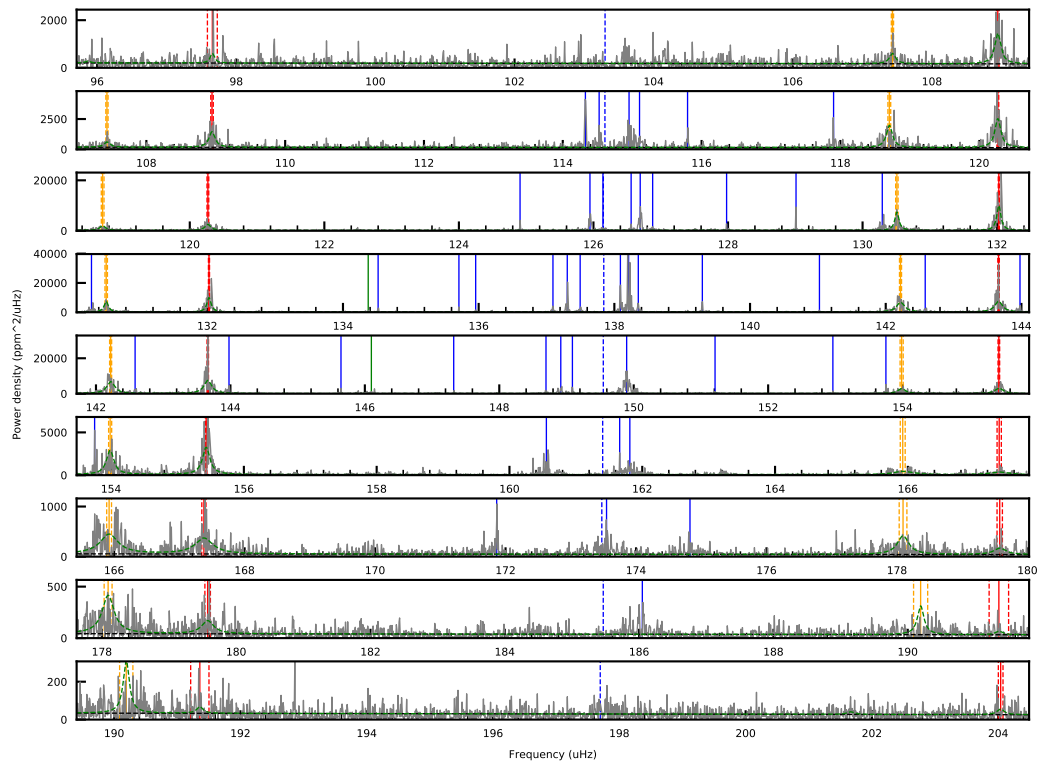 2000
0
96 98 100 102 104 106 108
2500
0
108 110 112 114 116 118 120
20000
0
120 122 124 126 128 130 132
40000
20000
0
132 134 136 138 140 142 144
20000
0
142 144 146 148 150 152 154
5000
0
154 156 158 160 162 164 166
1000
0
166 168 170 172 174 176 178 180
500
0
178 180 182 184 186 188 190
200
0
190 192 194 196 198 200 202 204
Power density (ppm^2/uHz)
Frequency (uHz)